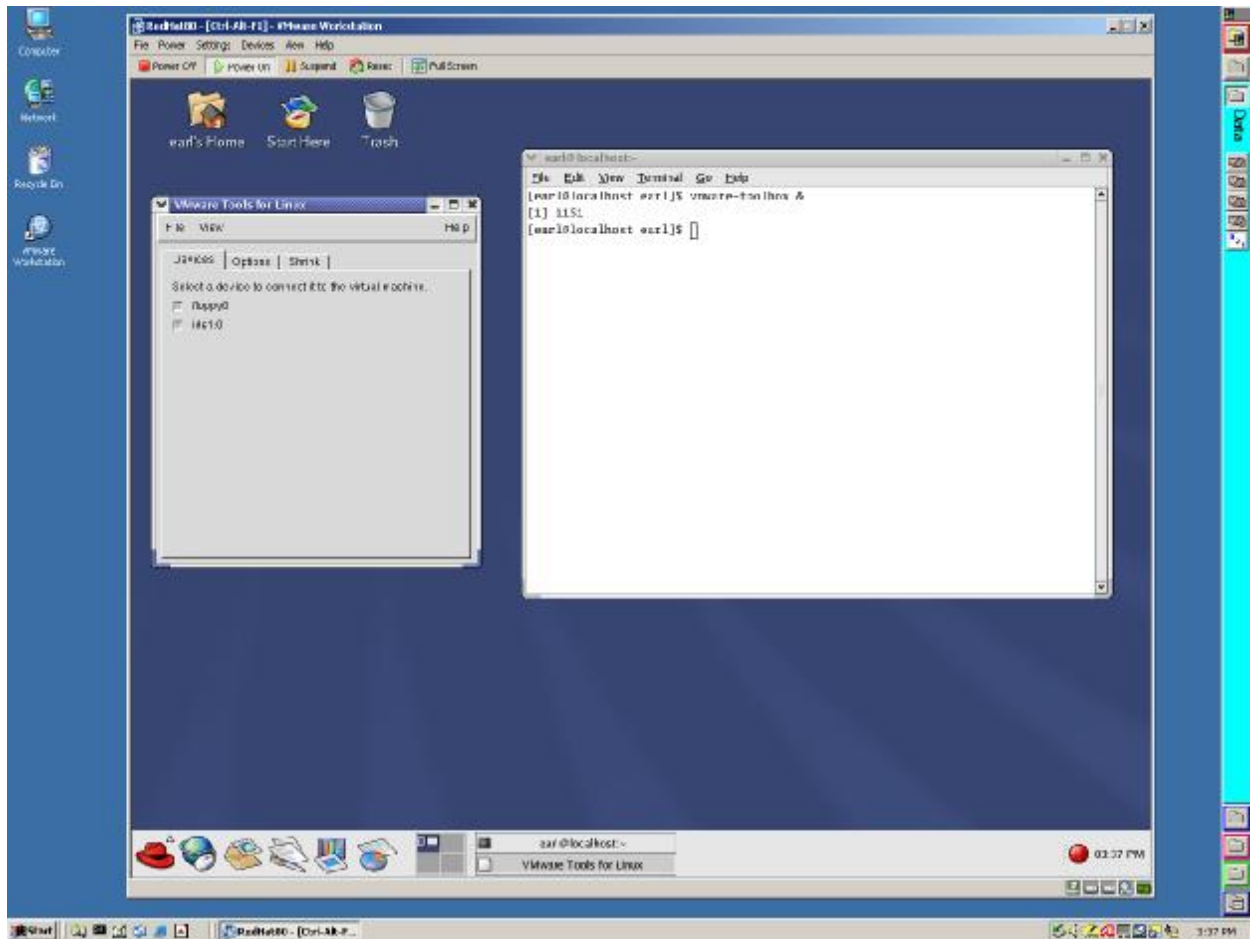 Computer
Network
Recycle Bin
VMware Workstation
RedHat80 - [Ctrl-Alt-F1] - VMware Workstation
File Power Settings Devices View Help
Power Off Power On Suspend Reset Full Screen
earl's Home Start Here Trash
VMware Tools for Linux
File View Help
Devices Options Shrink
Select a device to connect it to the virtual machine.
floppy0
ide1:0
earl@localhost:~
File Edit View Terminal Go Help
[earl@localhost earl]$ vmware-toolbox &
[1] 1151
[earl@localhost earl]$
Data
earl@localhost:~
VMware Tools for Linux
03:37 PM
Start
RedHat80 - [Ctrl-Alt-F...
3:37 PM